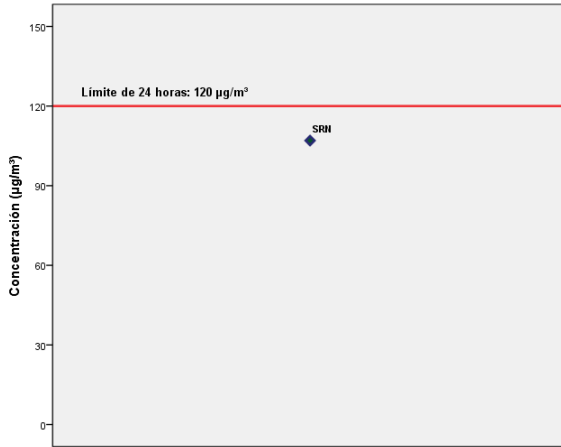 150
Límite de 24 horas: 120 µg/m³
120
SRN
90
60
30
0
Concentración (µg/m³)